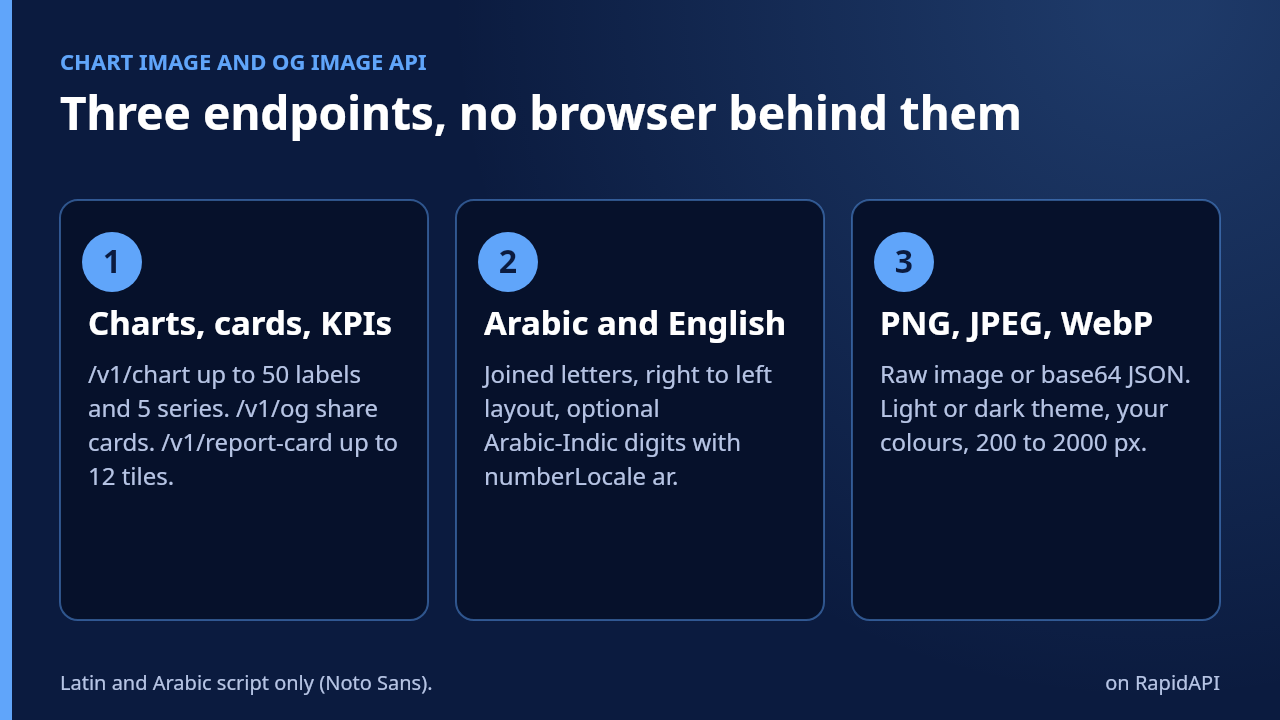 CHART IMAGE AND OG IMAGE API
Three endpoints, no browser behind them
1
Charts, cards, KPIs
/v1/chart up to 50 labels
and 5 series. /v1/og share
cards. /v1/report-card up to
12 tiles.
2
Arabic and English
Joined letters, right to left
layout, optional
Arabic-Indic digits with
numberLocale ar.
3
PNG, JPEG, WebP
Raw image or base64 JSON.
Light or dark theme, your
colours, 200 to 2000 px.
Latin and Arabic script only (Noto Sans).
on RapidAPI